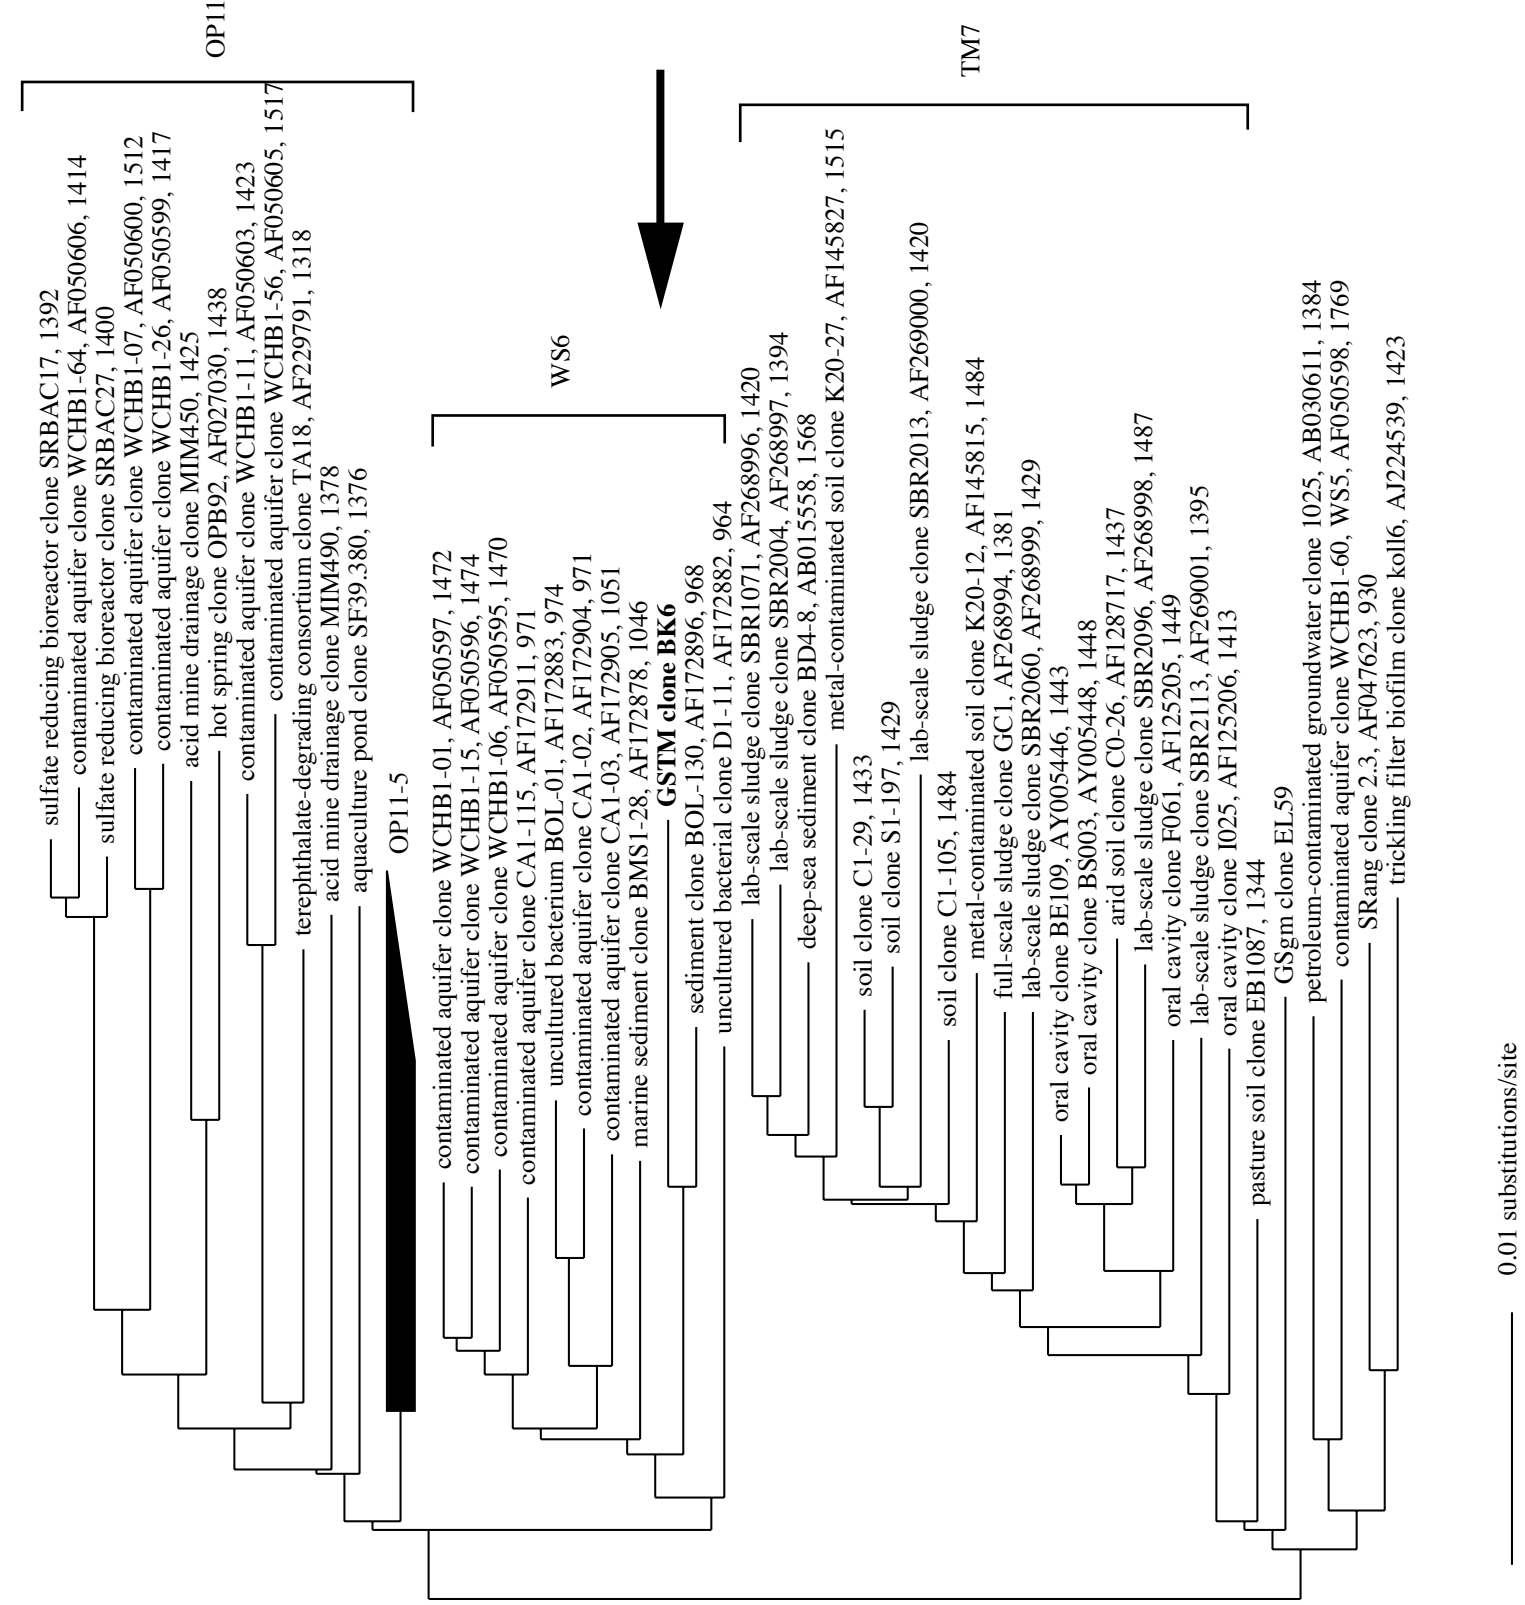 OP11
sulfate reducing bioreactor clone SRBAC17, 1392
contaminated aquifer clone WCHB1-64, AF050606, 1414
sulfate reducing bioreactor clone SRBAC27, 1400
contaminated aquifer clone WCHB1-07, AF050600, 1512
contaminated aquifer clone WCHB1-26, AF050599, 1417
acid mine drainage clone MIM450, 1425
hot spring clone OPB92, AF027030, 1438
contaminated aquifer clone WCHB1-11, AF050603, 1423
contaminated aquifer clone WCHB1-56, AF050605, 1517
terephthalate-degrading consortium clone TA18, AF229791, 1318
acid mine drainage clone MIM490, 1378
aquaculture pond clone SF39.380, 1376
OP11-5
WS6
contaminated aquifer clone WCHB1-01, AF050597, 1472
contaminated aquifer clone WCHB1-15, AF050596, 1474
contaminated aquifer clone WCHB1-06, AF050595, 1470
contaminated aquifer clone CA1-115, AF172911, 971
uncultured bacterium BOL-01, AF172883, 974
contaminated aquifer clone CA1-02, AF172904, 971
contaminated aquifer clone CA1-03, AF172905, 1051
marine sediment clone BMS1-28, AF172878, 1046
GSTM clone BK6
sediment clone BOL-130, AF172896, 968
uncultured bacterial clone D1-11, AF172882, 964
TM7
lab-scale sludge clone SBR1071, AF268996, 1420
lab-scale sludge clone SBR2004, AF268997, 1394
deep-sea sediment clone BD4-8, AB015558, 1568
metal-contaminated soil clone K20-27, AF145827, 1515
soil clone C1-29, 1433
soil clone S1-197, 1429
lab-scale sludge clone SBR2013, AF269000, 1420
soil clone C1-105, 1484
metal-contaminated soil clone K20-12, AF145815, 1484
full-scale sludge clone GC1, AF268994, 1381
lab-scale sludge clone SBR2060, AF268999, 1429
oral cavity clone BE109, AY005446, 1443
oral cavity clone BS003, AY005448, 1448
arid soil clone C0-26, AF128717, 1437
lab-scale sludge clone SBR2096, AF268998, 1487
oral cavity clone F061, AF125205, 1449
lab-scale sludge clone SBR2113, AF269001, 1395
oral cavity clone I025, AF125206, 1413
pasture soil clone EB1087, 1344
GSgm clone EL59
petroleum-contaminated groundwater clone 1025, AB030611, 1384
contaminated aquifer clone WCHB1-60, WS5, AF050598, 1769
SRang clone 2.3, AF047623, 930
trickling filter biofilm clone koll6, AJ224539, 1423
0.01 substitutions/site